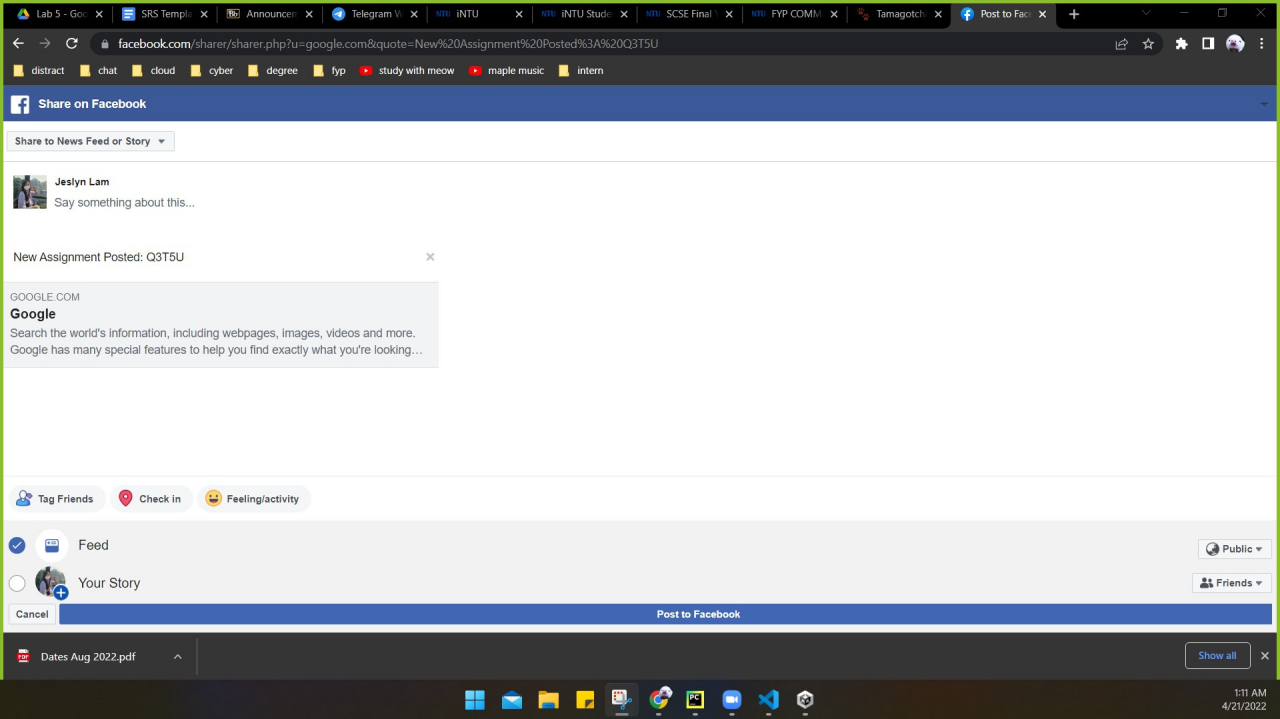 Lab 5 - Goo
SRS Templa
Announcen
Telegram W
iNTU
iNTU Stude
SCSE Final Y
FYP COMM
Tamagotch
Post to Fac
facebook.com/sharer/sharer.php?u=google.com&quote=New%20Assignment%20Posted%3A%20Q3T5U
distract
chat
cloud
cyber
degree
fyp
study with meow
maple music
intern
Share on Facebook
Share to News Feed or Story
Jeslyn Lam
Say something about this...
New Assignment Posted: Q3T5U
GOOGLE.COM
Google
Search the world's information, including webpages, images, videos and more.
Google has many special features to help you find exactly what you're looking…
Tag Friends
Check in
Feeling/activity
Feed
Public
Your Story
Friends
Cancel
Post to Facebook
Dates Aug 2022.pdf
Show all
1:11 AM
4/21/2022